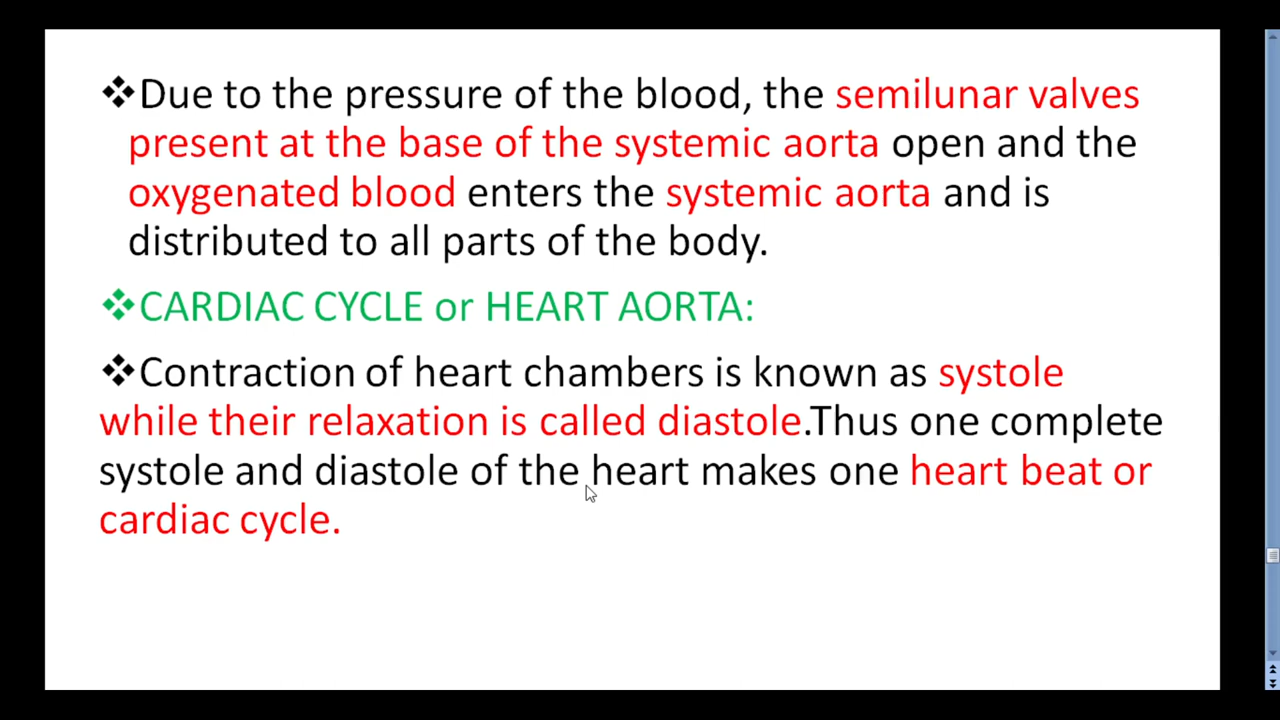 ❖Due to the pressure of the blood, the semilunar valves
present at the base of the systemic aorta open and the
oxygenated blood enters the systemic aorta and is
distributed to all parts of the body.
❖CARDIAC CYCLE or HEART AORTA:
❖Contraction of heart chambers is known as systole
while their relaxation is called diastole.Thus one complete
systole and diastole of the heart makes one heart beat or
cardiac cycle.